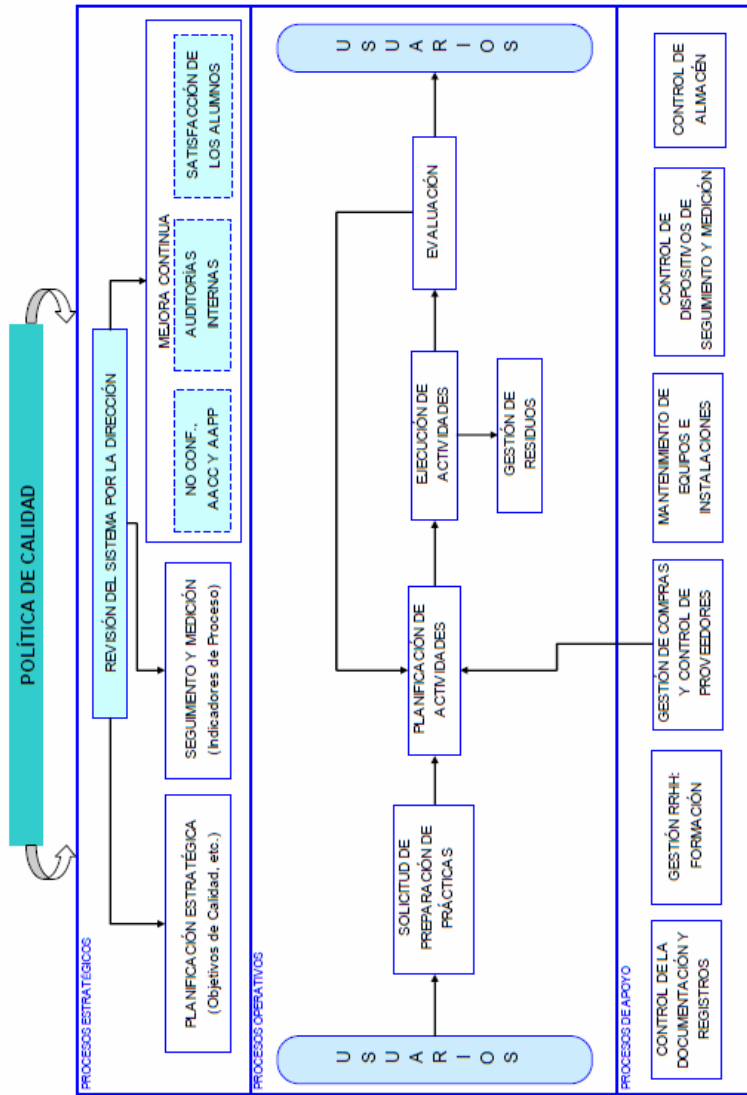 POLÍTICA DE CALIDAD
PROCESOS ESTRATÉGICOS
REVISIÓN DEL SISTEMA POR LA DIRECCIÓN
PLANIFICACIÓN ESTRATÉGICA
(Objetivos de Calidad, etc.)
SEGUIMIENTO Y MEDICIÓN
(Indicadores de Proceso)
MEJORA CONTINUA
NO CONF.,
AACC Y AAPP
AUDITORÍAS
INTERNAS
SATISFACCIÓN DE
LOS ALUMNOS
PROCESOS OPERATIVOS
USUARIOS
SOLICITUD DE
PREPARACIÓN DE
PRÁCTICAS
PLANIFICACIÓN DE
ACTIVIDADES
EJECUCIÓN DE
ACTIVIDADES
GESTIÓN DE
RESIDUOS
EVALUACIÓN
USUARIOS
PROCESOS DE APOYO
CONTROL DE LA
DOCUMENTACIÓN Y
REGISTROS
GESTIÓN RRHH:
FORMACIÓN
GESTIÓN DE COMPRAS
Y CONTROL DE
PROVEEDORES
MANTENIMIENTO DE
EQUIPOS E
INSTALACIONES
CONTROL DE
DISPOSITIVOS DE
SEGUIMIENTO Y MEDICIÓN
CONTROL DE
ALMACÉN